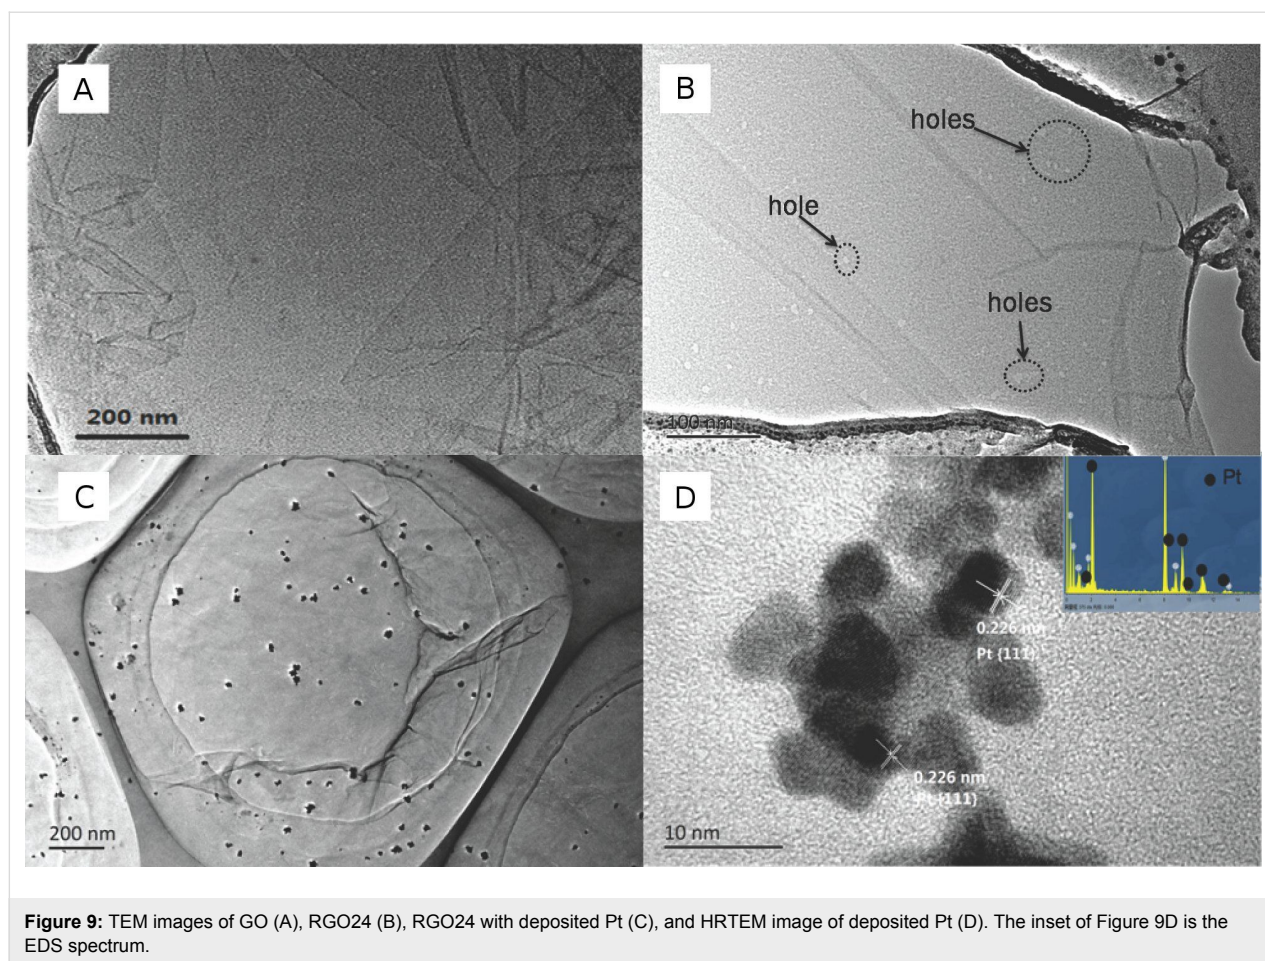 A
B
holes
hole
holes
200 nm
100 nm
C
D
Pt
0.226 nm
Pt {111}
0.226 nm
Pt {111}
200 nm
10 nm
Figure 9: TEM images of GO (A), RGO24 (B), RGO24 with deposited Pt (C), and HRTEM image of deposited Pt (D). The inset of Figure 9D is the
EDS spectrum.